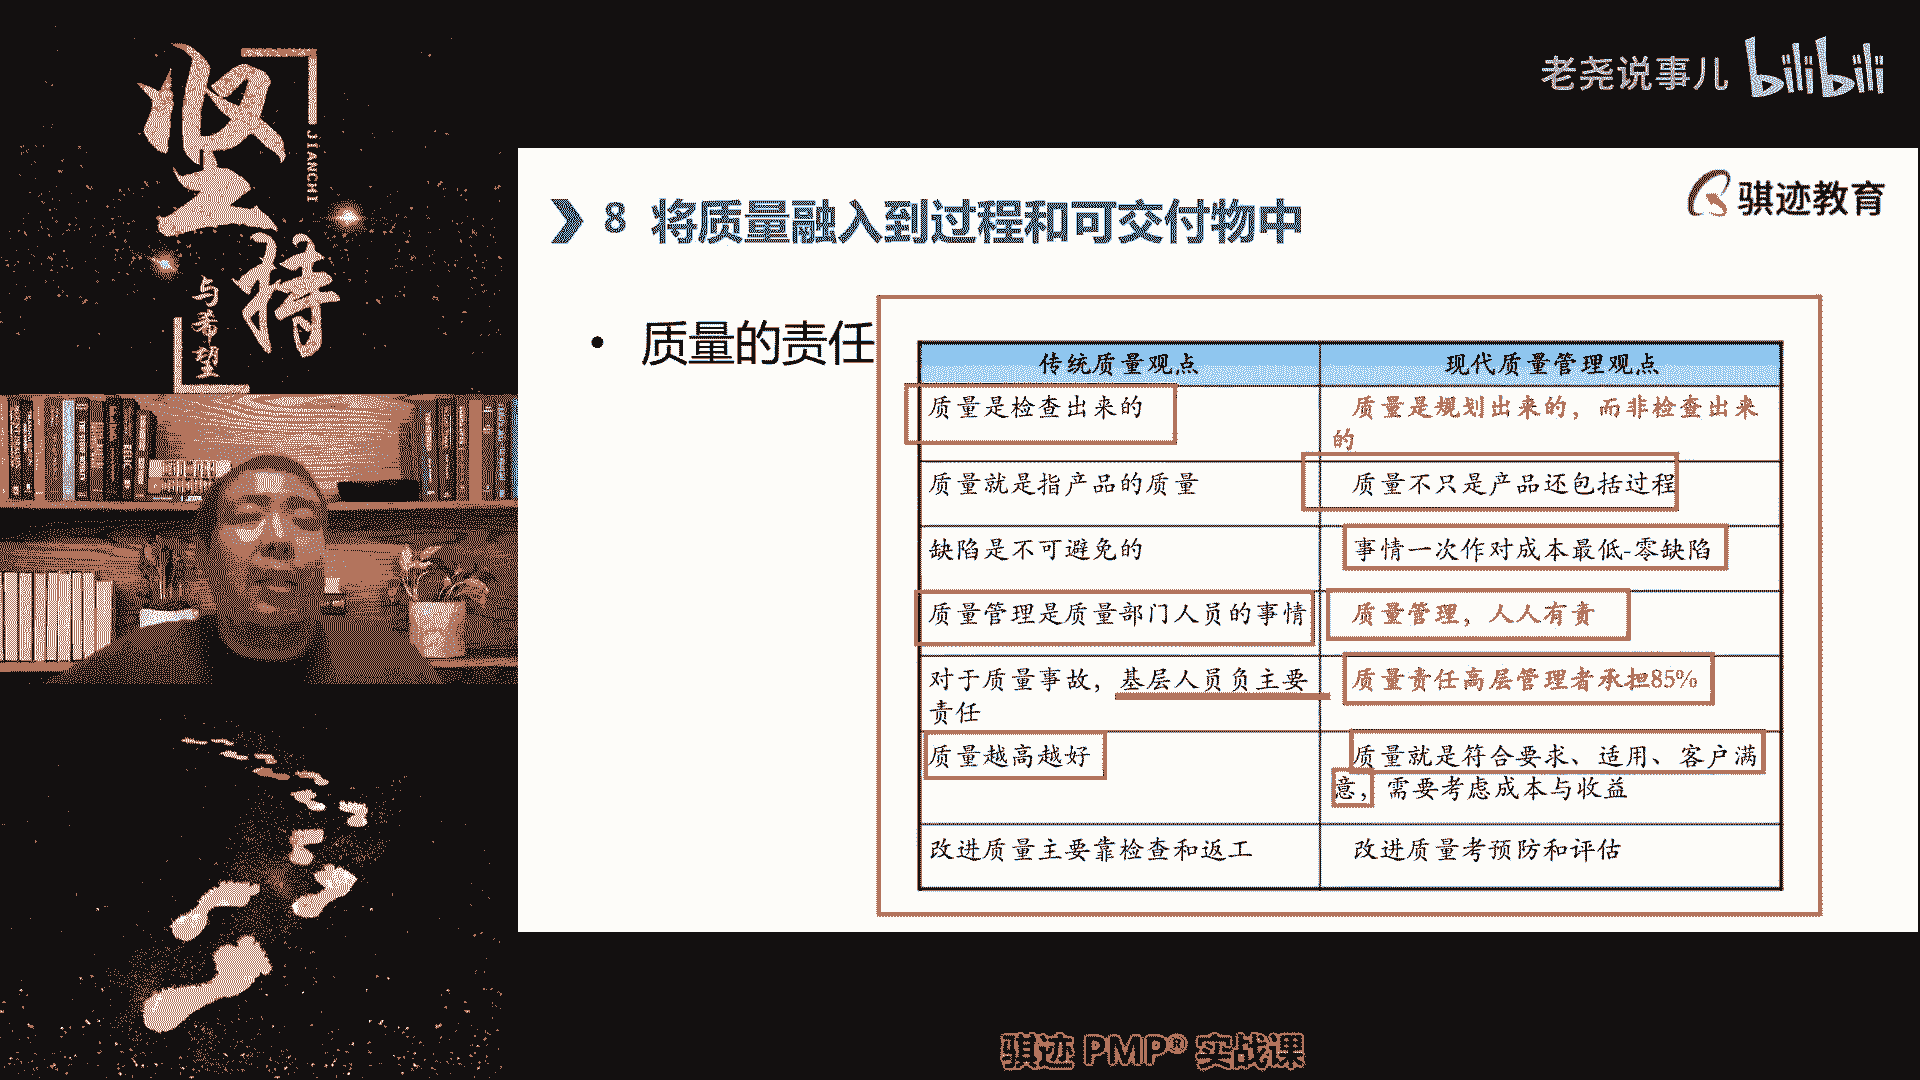 坚持
JIANCHI
与希望
老尧说事儿 bilibili
骐迹教育
8 将质量融入到过程和可交付物中
• 质量的责任
传统质量观点
现代质量管理观点
质量是检查出来的
质量是规划出来的，而非检查出来
的
质量就是指产品的质量
质量不只是产品还包括过程
缺陷是不可避免的
事情一次作对成本最低-零缺陷
质量管理是质量部门人员的事情
质量管理，人人有责
对于质量事故，基层人员负主要
责任
质量责任高层管理者承担85%
质量越高越好
质量就是符合要求、适用、客户满
意，需要考虑成本与收益
改进质量主要靠检查和返工
改进质量考预防和评估
骐迹 PMP® 实战课